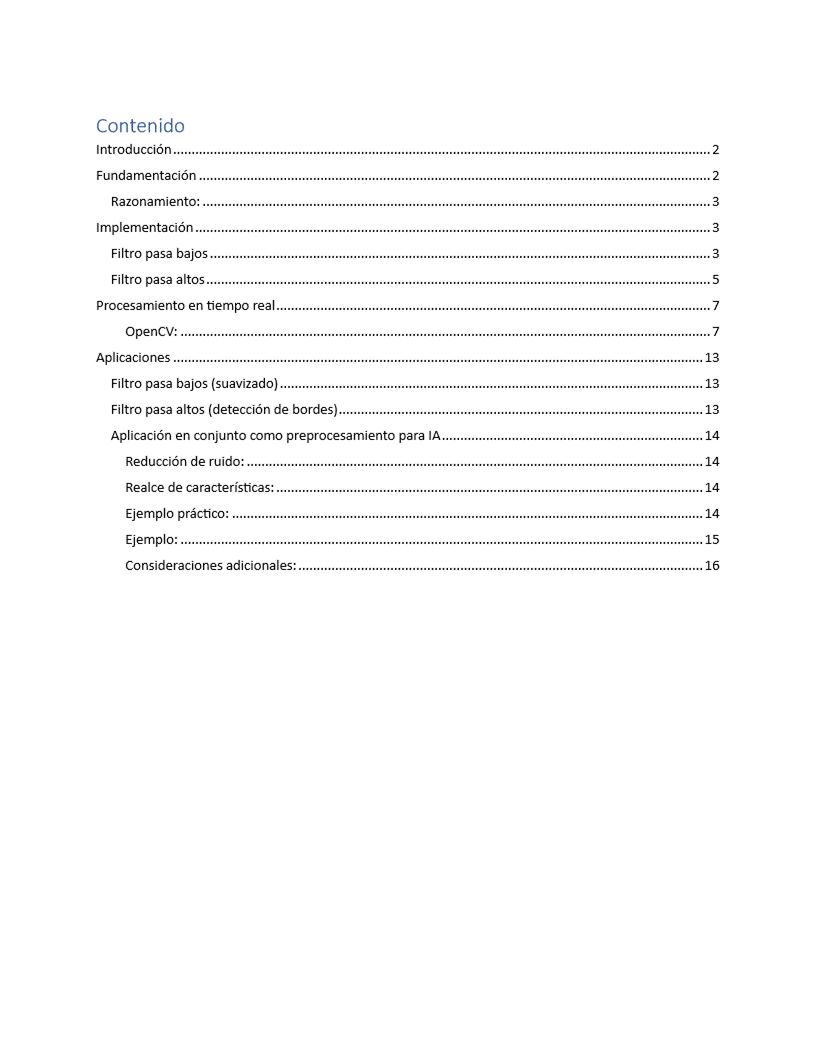 Contenido
Introducción 2
Fundamentación 2
Razonamiento: 3
Implementación 3
Filtro pasa bajos 3
Filtro pasa altos 5
Procesamiento en tiempo real 7
OpenCV: 7
Aplicaciones 13
Filtro pasa bajos (suavizado) 13
Filtro pasa altos (detección de bordes) 13
Aplicación en conjunto como preprocesamiento para IA 14
Reducción de ruido: 14
Realce de características: 14
Ejemplo práctico: 14
Ejemplo: 15
Consideraciones adicionales: 16